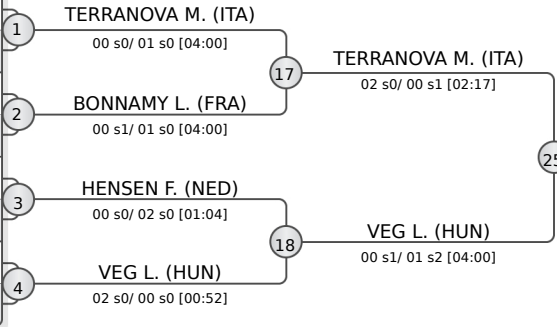 TERRANOVA M. (ITA)
1
00 s0/ 01 s0 [04:00]
17
TERRANOVA M. (ITA)
02 s0/ 00 s1 [02:17]
BONNAMY L. (FRA)
2
00 s1/ 01 s0 [04:00]
25
HENSEN F. (NED)
3
00 s0/ 02 s0 [01:04]
18
VEG L. (HUN)
00 s1/ 01 s2 [04:00]
VEG L. (HUN)
4
02 s0/ 00 s0 [00:52]